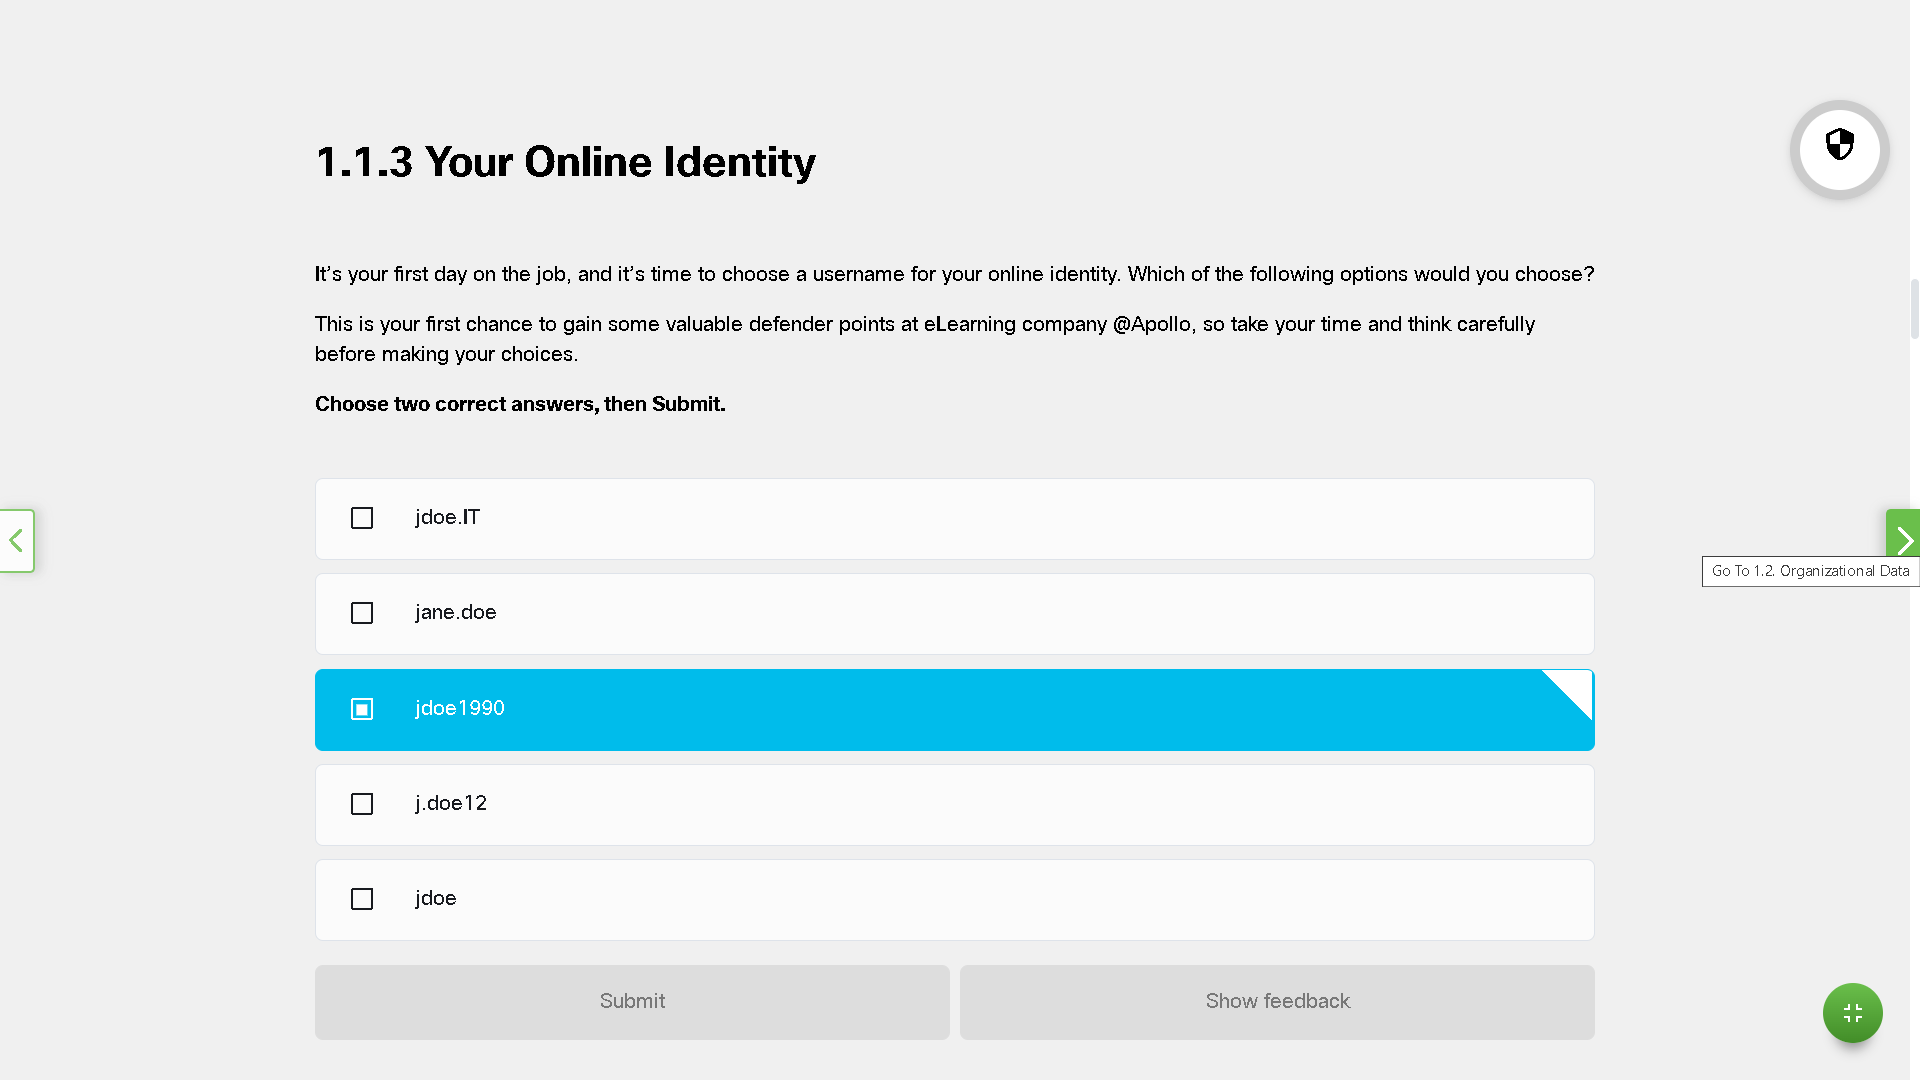 1.1.3 Your Online Identity
It’s your first day on the job, and it’s time to choose a username for your online identity. Which of the following options would you choose?
This is your first chance to gain some valuable defender points at eLearning company @Apollo, so take your time and think carefully
before making your choices.
Choose two correct answers, then Submit.
jdoe.IT
Go To 1.2. Organizational Data
jane.doe
jdoe1990
j.doe12
jdoe
Submit
Show feedback